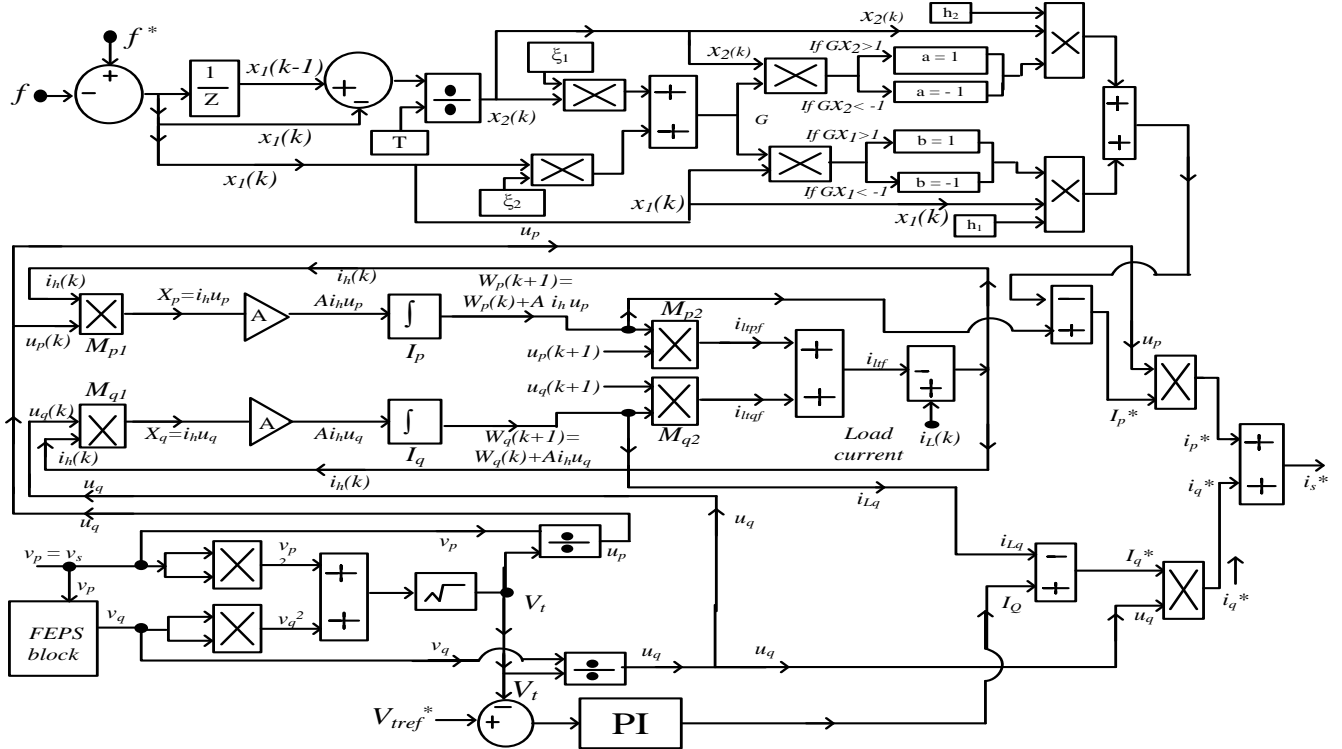 f *
f
1
Z
x1(k-1)
x1(k)
x1(k)
T
x2(k)
ξ1
ξ2
x2(k)
x2(k)
h2
If Gx2>1
a = 1
a = - 1
If Gx2< -1
G
If Gx1>1
b = 1
b = -1
If Gx1< -1
x1(k)
x1(k)
h1
up
ih(k)
ih(k)
Xp=ihup
A
Aihup
∫
Ip
Wp(k+1)=
Wp(k)+A ihup
Mp2
up(k)
Mp1
up(k+1)
iltpf
iltf
up
Ip*
Mq1
uq(k)
ih(k)
Xq=ihuq
A
Aihuq
∫
Iq
Wq(k+1)=
Wq(k)+Aihuq
uq(k+1)
Mq2
iltqf
Load
current
iL(k)
ip*
iq*
is*
ih(k)
uq
uq
iLq
uq
vp = vs
vp
FEPS
block
vq
vp2
vq2
√
vp
up
Vt
vq
uq
uq
Vt
Vtref*
PI
iLq
IQ
Iq*
uq
iq*